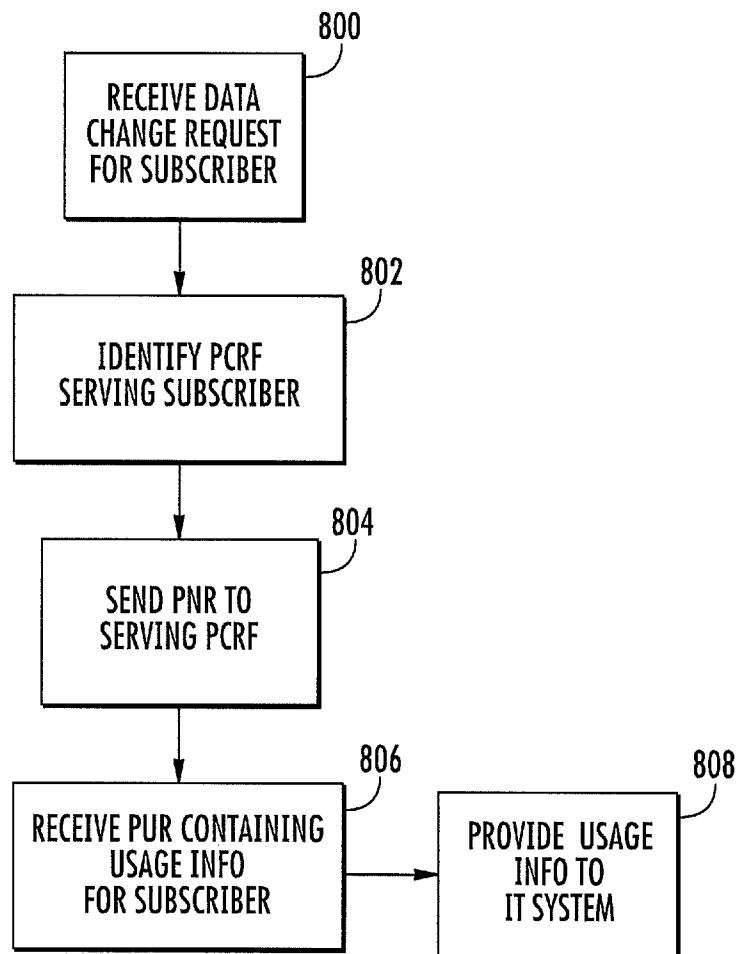 800
RECEIVE DATA
CHANGE REQUEST
FOR SUBSCRIBER
802
IDENTIFY PCRF
SERVING SUBSCRIBER
804
SEND PNR TO
SERVING PCRF
806
RECEIVE PUR CONTAINING
USAGE INFO
FOR SUBSCRIBER
808
PROVIDE USAGE
INFO TO
IT SYSTEM